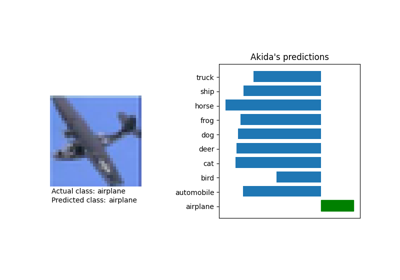 Akida's predictions
truck
ship
horse
frog
dog
deer
cat
bird
automobile
airplane
Actual class: airplane
Predicted class: airplane